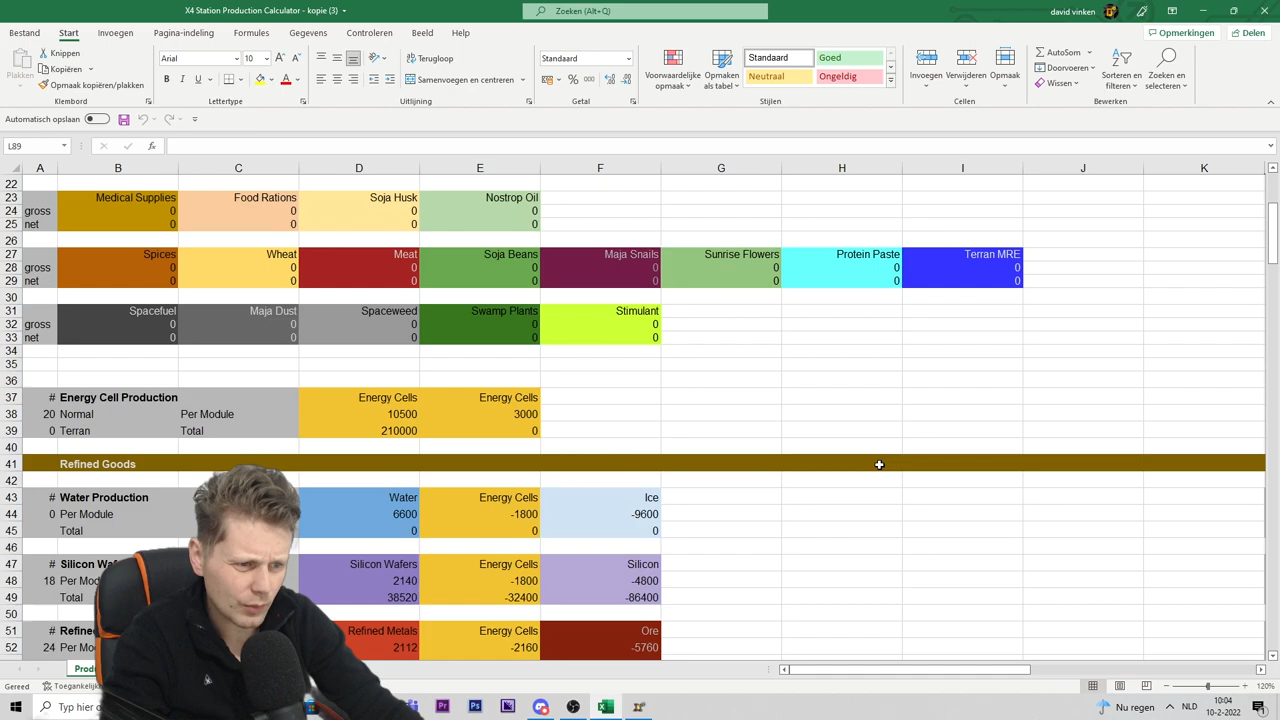 X4 Station Production Calculator - kopie (3)
Zoeken (Alt+Q)
david vinken
Bestand Start Invoegen Pagina-indeling Formules Gegevens Controleren Beeld Help
Opmerkingen Delen
Plakken
Knippen
Kopiëren
Opmaak kopiëren/plakken
Klembord
Arial 10
B I U
Lettertype
Terugloop
Samenvoegen en centreren
Uitlijning
Standaard
% 000
Getal
Voorwaardelijke opmaak
Opmaken als tabel
Standaard Goed
Neutraal Ongeldig
Stijlen
Invoegen Verwijderen Opmaak
Cellen
AutoSom
Doorvoeren
Wissen
Sorteren en filteren
Zoeken en selecteren
Bewerken
Automatisch opslaan
L89 fx
A B C D E F G H I J K
22
23 Medical Supplies Food Rations Soja Husk Nostrop Oil
24 gross 0 0 0 0
25 net 0 0 0 0
26
27 Spices Wheat Meat Soja Beans Maja Snails Sunrise Flowers Protein Paste Terran MRE
28 gross 0 0 0 0 0 0 0 0
29 net 0 0 0 0 0 0 0 0
30
31 Spacefuel Maja Dust Spaceweed Swamp Plants Stimulant
32 gross 0 0 0 0 0
33 net 0 0 0 0 0
34
35
36
37 # Energy Cell Production Energy Cells Energy Cells
38 20 Normal Per Module 10500 3000
39 0 Terran Total 210000 0
40
41 Refined Goods
42
43 # Water Production Water Energy Cells Ice
44 0 Per Module 6600 -1800 -9600
45 Total 0 0 0
46
47 # Silicon Silicon Wafers Energy Cells Silicon
48 18 Per 2140 -1800 -4800
49 Total 38520 -32400 -86400
50
51 # Refined Metals Energy Cells Ore
52 24 Per 2112 -2160 -5760
Gereed 120%
Typ hier
Nu regen NLD 10:04
10-2-2022